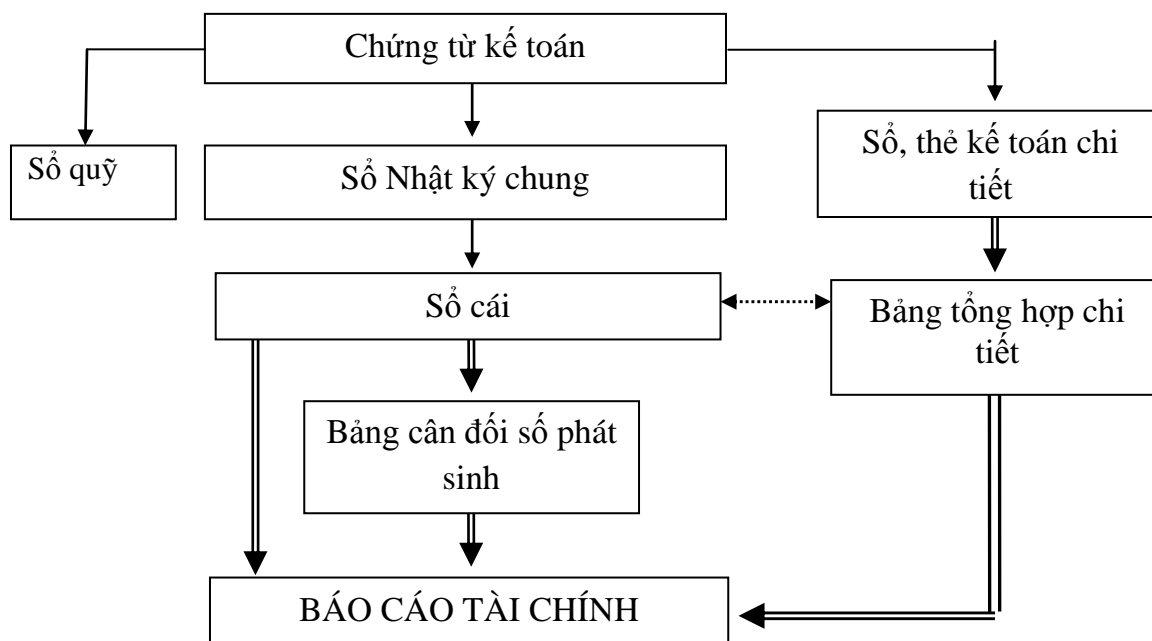 Chứng từ kế toán
Sổ quỹ
Sổ Nhật ký chung
Sổ, thẻ kế toán chi
tiết
Sổ cái
Bảng tổng hợp chi
tiết
Bảng cân đối số phát
sinh
BÁO CÁO TÀI CHÍNH